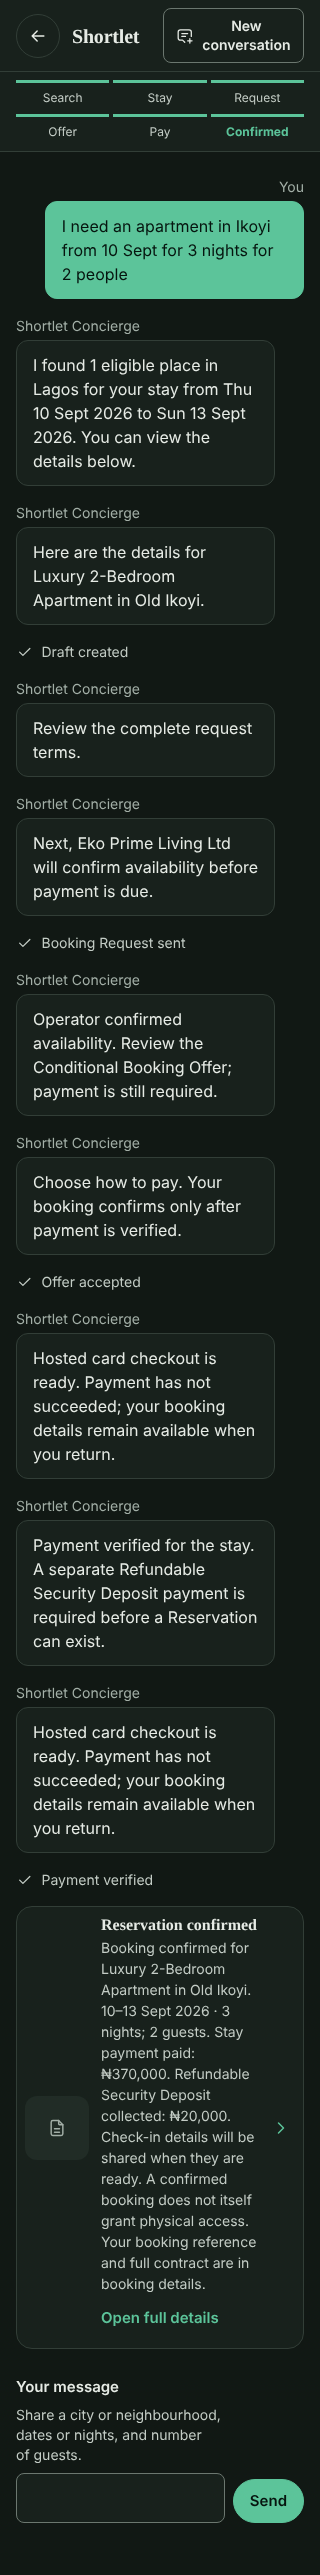 Shortlet
New
conversation
Search
Stay
Request
Offer
Pay
Confirmed
You
I need an apartment in Ikoyi
from 10 Sept for 3 nights for
2 people
Shortlet Concierge
I found 1 eligible place in
Lagos for your stay from Thu
10 Sept 2026 to Sun 13 Sept
2026. You can view the
details below.
Shortlet Concierge
Here are the details for
Luxury 2-Bedroom
Apartment in Old Ikoyi.
Draft created
Shortlet Concierge
Review the complete request
terms.
Shortlet Concierge
Next, Eko Prime Living Ltd
will confirm availability before
payment is due.
Booking Request sent
Shortlet Concierge
Operator confirmed
availability. Review the
Conditional Booking Offer;
payment is still required.
Shortlet Concierge
Choose how to pay. Your
booking confirms only after
payment is verified.
Offer accepted
Shortlet Concierge
Hosted card checkout is
ready. Payment has not
succeeded; your booking
details remain available when
you return.
Shortlet Concierge
Payment verified for the stay.
A separate Refundable
Security Deposit payment is
required before a Reservation
can exist.
Shortlet Concierge
Hosted card checkout is
ready. Payment has not
succeeded; your booking
details remain available when
you return.
Payment verified
Reservation confirmed
Booking confirmed for
Luxury 2-Bedroom
Apartment in Old Ikoyi.
10–13 Sept 2026 · 3
nights; 2 guests. Stay
payment paid:
₦370,000. Refundable
Security Deposit
collected: ₦20,000.
Check-in details will be
shared when they are
ready. A confirmed
booking does not itself
grant physical access.
Your booking reference
and full contract are in
booking details.
Open full details
Your message
Share a city or neighbourhood,
dates or nights, and number
of guests.
Send